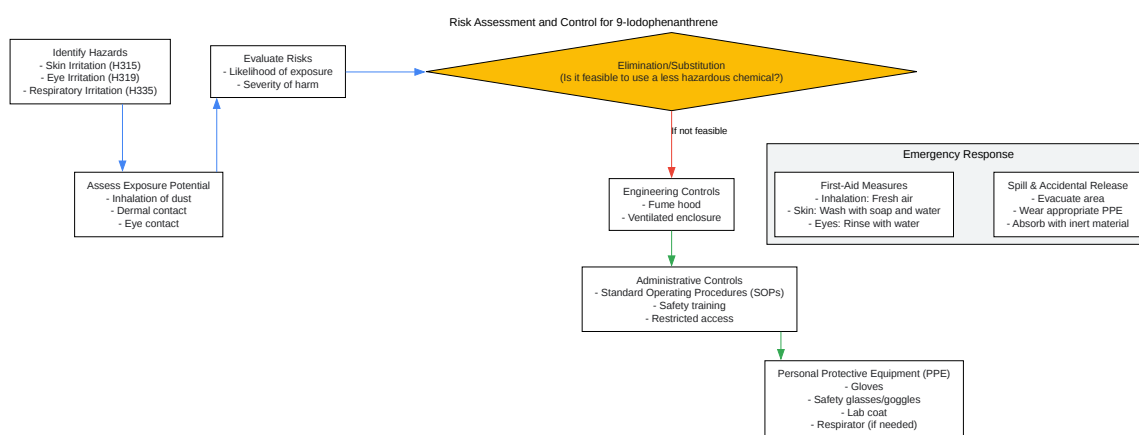 Risk Assessment and Control for 9-Iodophenanthrene
Identify Hazards
- Skin Irritation (H315)
- Eye Irritation (H319)
- Respiratory Irritation (H335)
Evaluate Risks
- Likelihood of exposure
- Severity of harm
Elimination/Substitution
(Is it feasible to use a less hazardous chemical?)
If not feasible
Assess Exposure Potential
- Inhalation of dust
- Dermal contact
- Eye contact
Engineering Controls
- Fume hood
- Ventilated enclosure
Emergency Response
First-Aid Measures
- Inhalation: Fresh air
- Skin: Wash with soap and water
- Eyes: Rinse with water
Spill & Accidental Release
- Evacuate area
- Wear appropriate PPE
- Absorb with inert material
Administrative Controls
- Standard Operating Procedures (SOPs)
- Safety training
- Restricted access
Personal Protective Equipment (PPE)
- Gloves
- Safety glasses/goggles
- Lab coat
- Respirator (if needed)